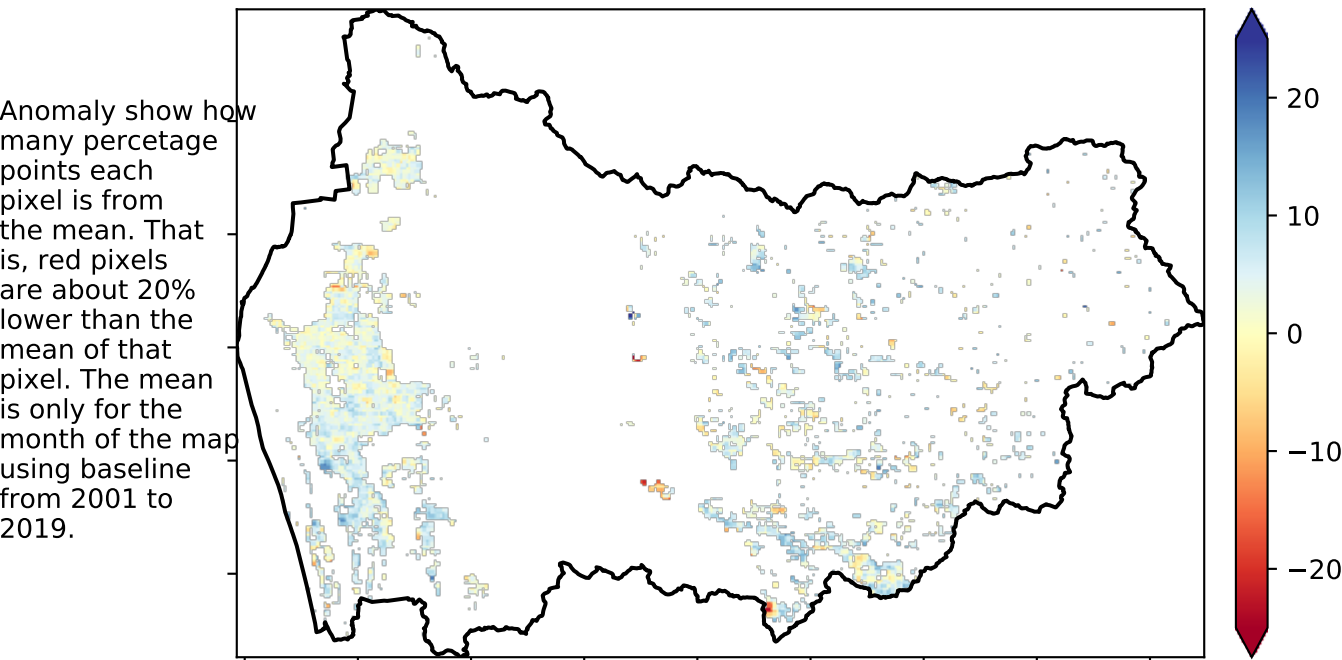 Anomaly show how
many percetage
points each
pixel is from
the mean. That
is, red pixels
are about 20%
lower than the
mean of that
pixel. The mean
is only for the
month of the map
using baseline
from 2001 to
2019.
20
10
0
−10
−20